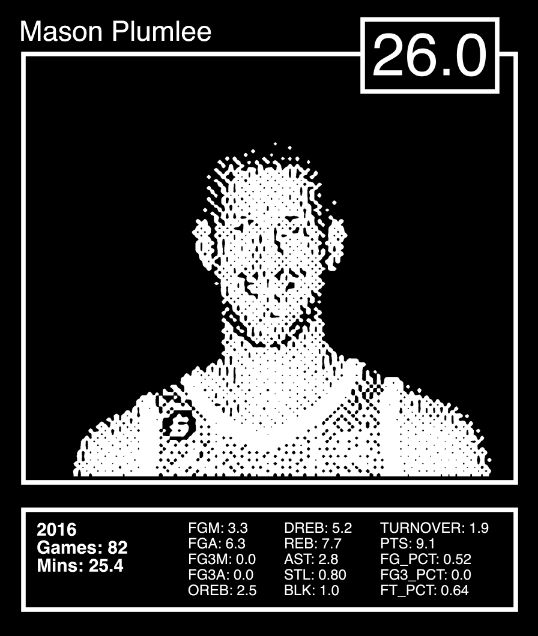 Mason Plumlee
26.0
2016
Games: 82
Mins: 25.4
FGM: 3.3
FGA: 6.3
FG3M: 0.0
FG3A: 0.0
OREB: 2.5
DREB: 5.2
REB: 7.7
AST: 2.8
STL: 0.80
BLK: 1.0
TURNOVER: 1.9
PTS: 9.1
FG_PCT: 0.52
FG3_PCT: 0.0
FT_PCT: 0.64